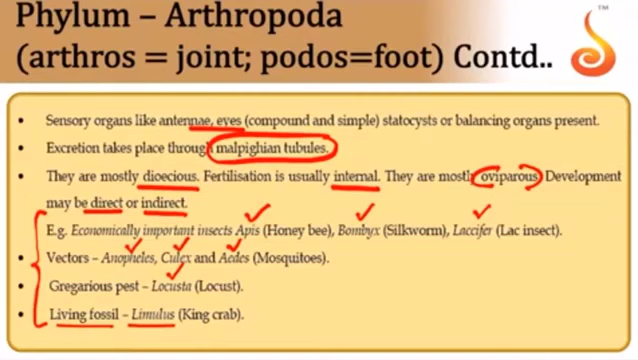 Phylum – Arthropoda
(arthros = joint; podos=foot) Contd..
TM
• Sensory organs like antennae, eyes (compound and simple) statocysts or balancing organs present.
• Excretion takes place through malpighian tubules.
• They are mostly dioecious. Fertilisation is usually internal. They are mostly oviparous. Development
may be direct or indirect.
E.g. Economically important insects Apis (Honey bee), Bombyx (Silkworm), Laccifer (Lac insect).
• Vectors – Anopheles, Culex and Aedes (Mosquitoes).
• Gregarious pest – Locusta (Locust).
• Living fossil – Limulus (King crab).